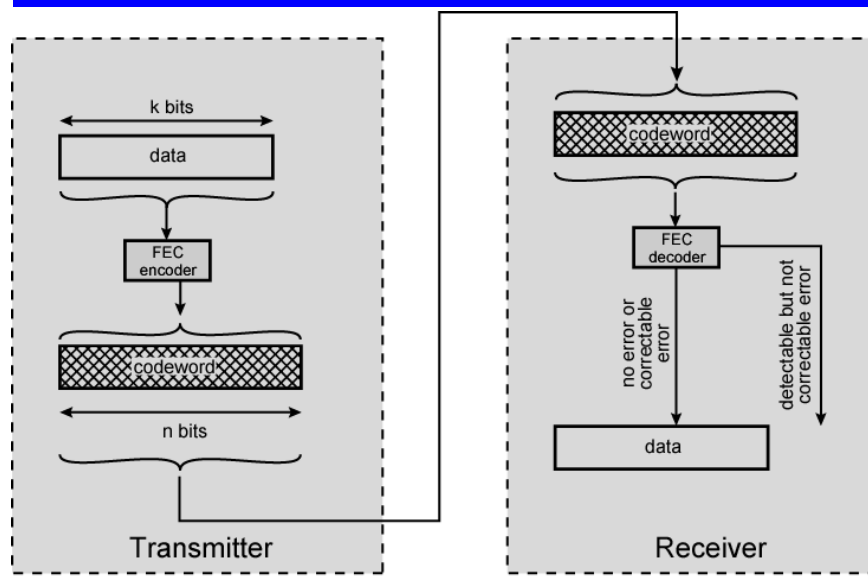 k bits
data
FEC
encoder
codeword
n bits
Transmitter
codeword
FEC
decoder
no error or
correctable
error
detectable but not
correctable error
data
Receiver